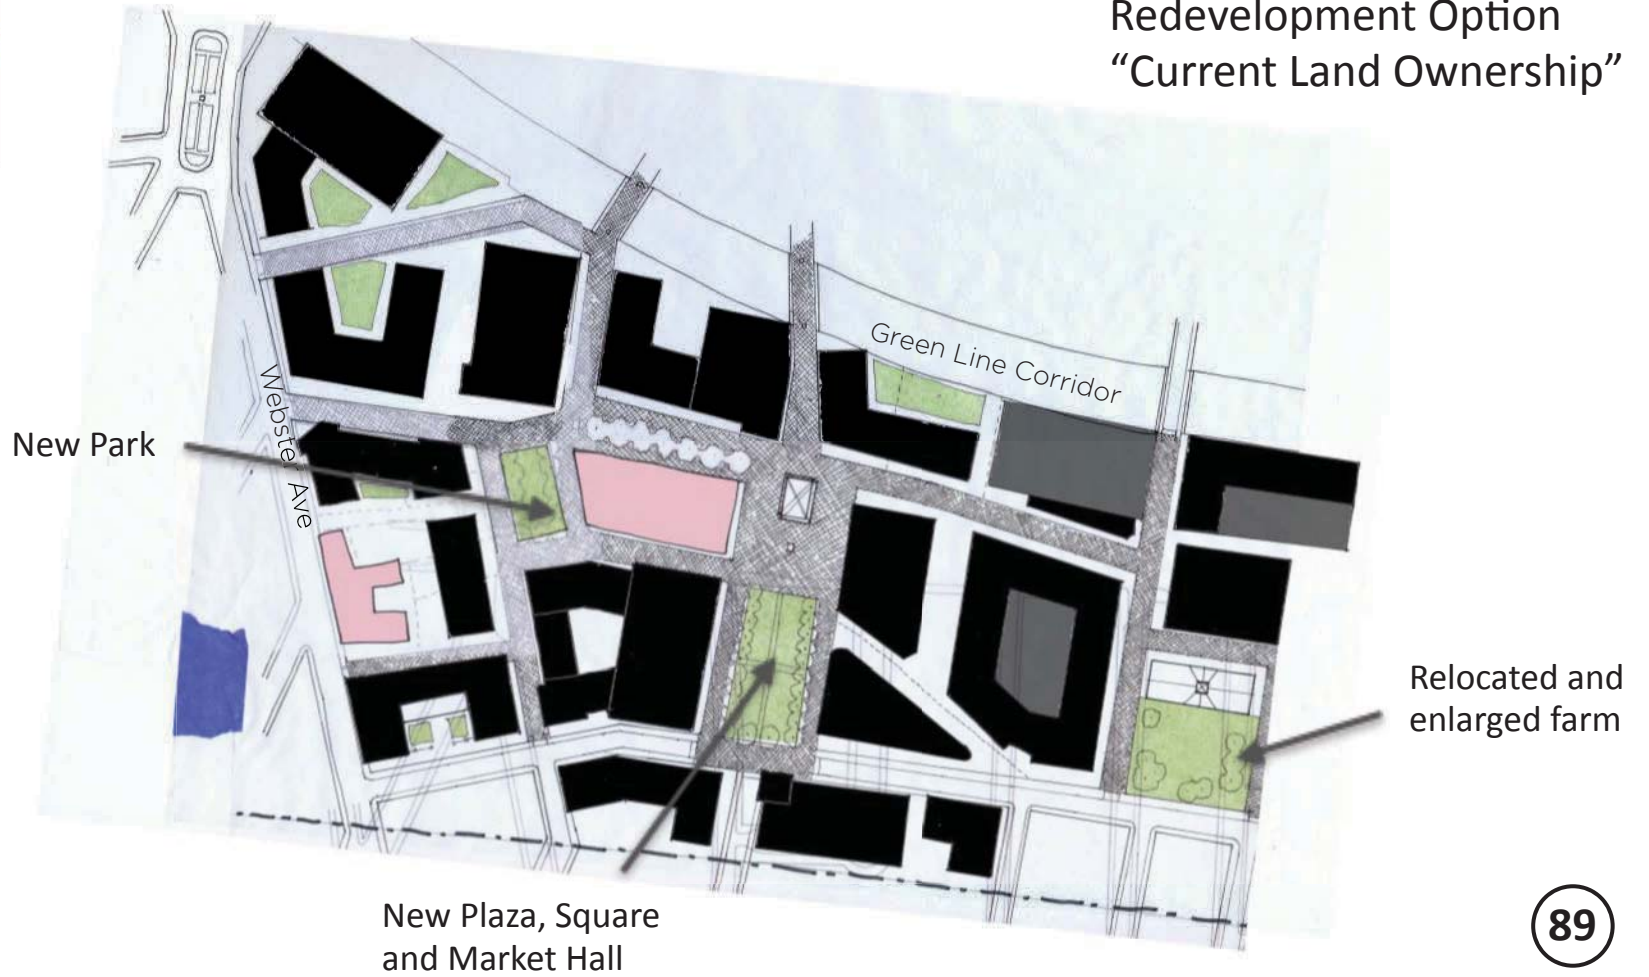 Redevelopment Option
“Current Land Ownership”
Green Line Corridor
Webster Ave
New Park
Relocated and
enlarged farm
New Plaza, Square
and Market Hall
89